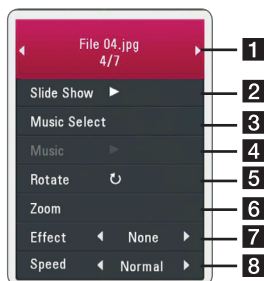 File 04.jpg
4/7
1
Slide Show
2
Music Select
3
Music
4
Rotate
5
Zoom
6
Effect None
7
Speed Normal
8